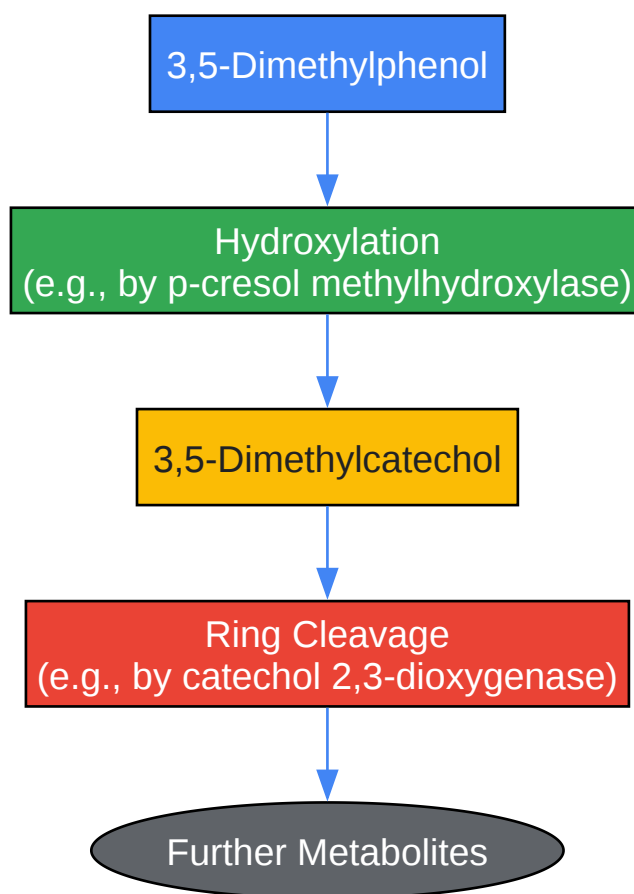 3,5-Dimethylphenol
Hydroxylation
(e.g., by p-cresol methylhydroxylase)
3,5-Dimethylcatechol
Ring Cleavage
(e.g., by catechol 2,3-dioxygenase)
Further Metabolites